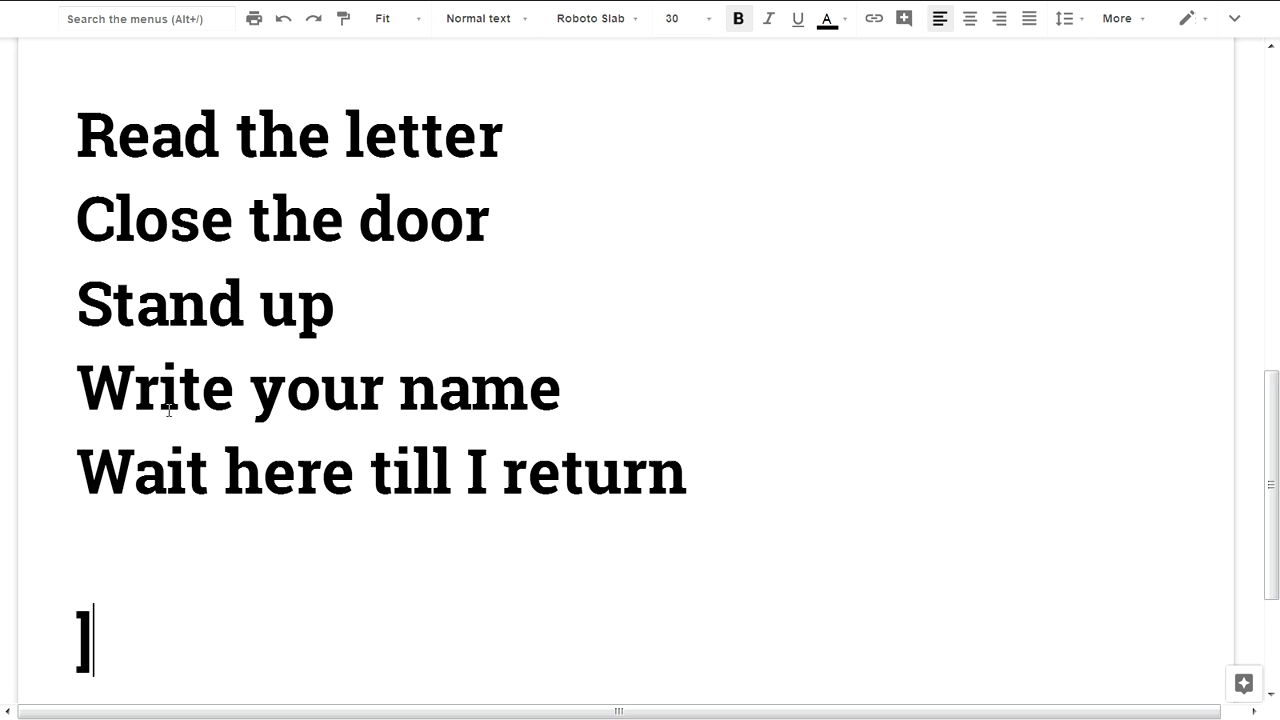 Search the menus (Alt+/) Fit Normal text Roboto Slab 30 B I U A More
Read the letter
Close the door
Stand up
Write your name
Wait here till I return
]